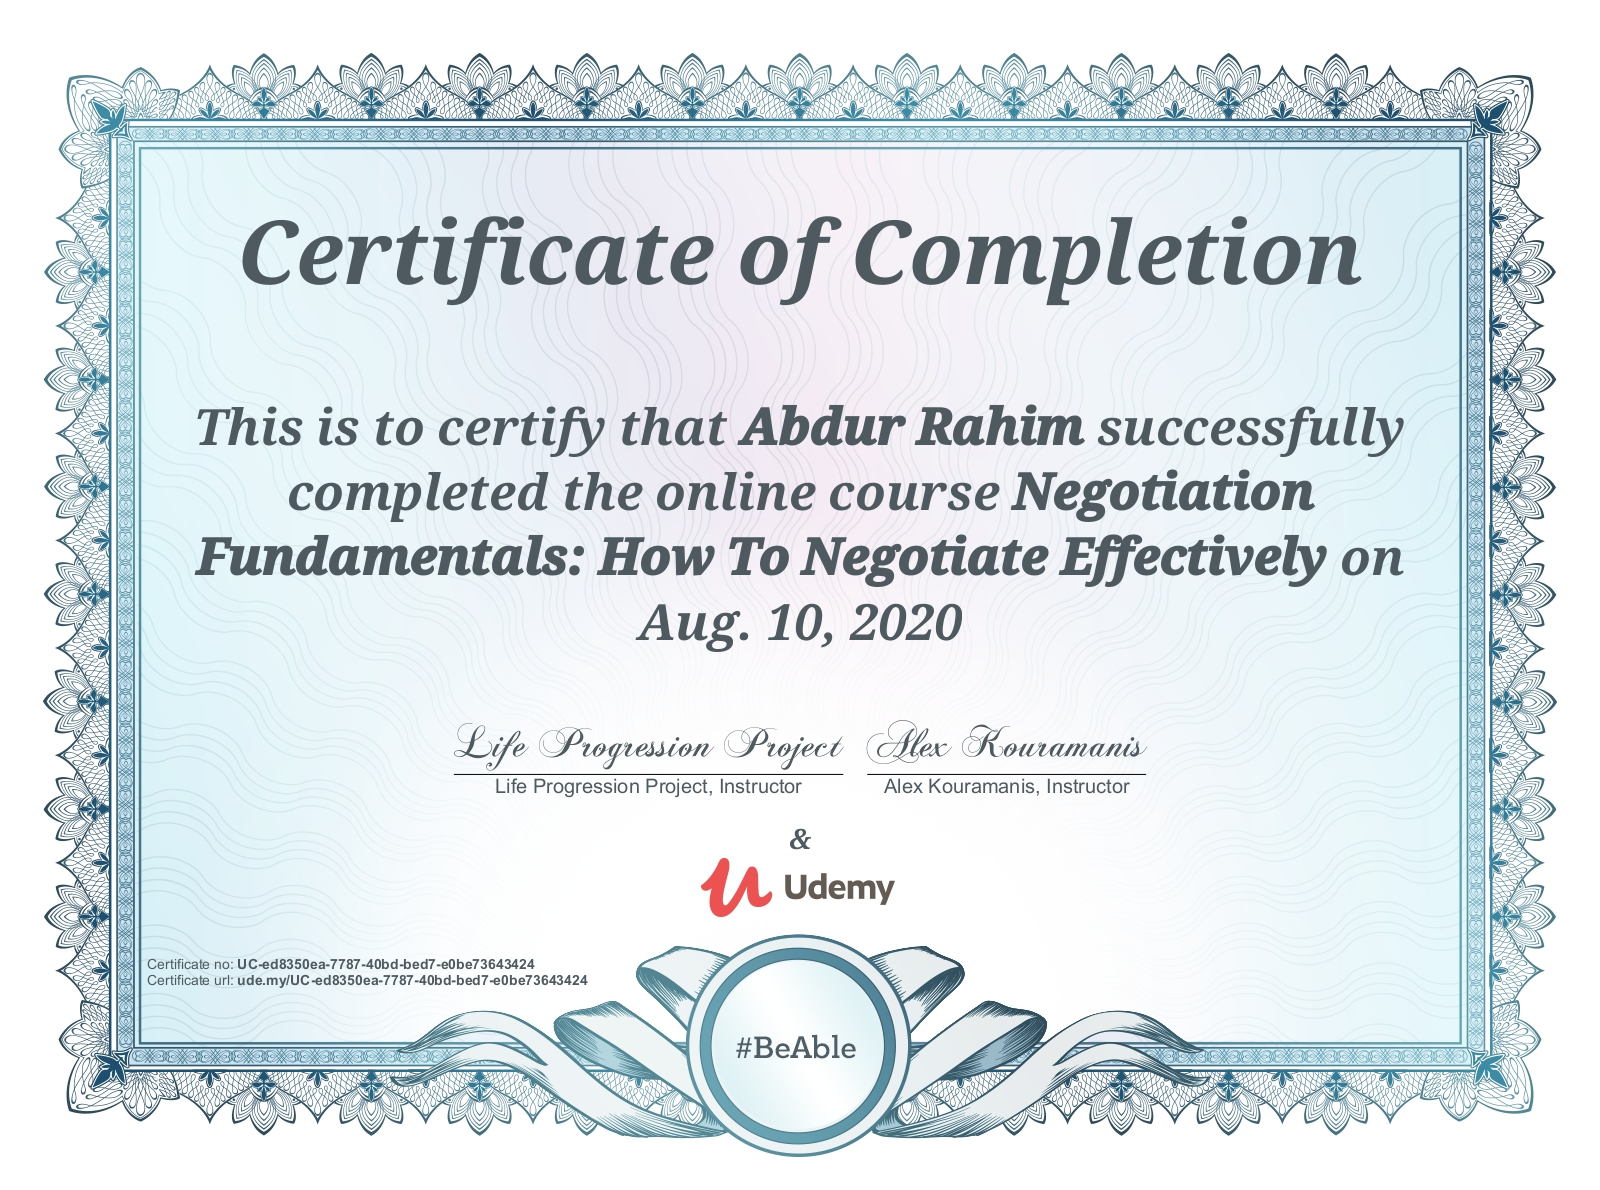 Certificate of Completion
This is to certify that Abdur Rahim successfully
completed the online course Negotiation
Fundamentals: How To Negotiate Effectively on
Aug. 10, 2020
Life Progression Project Alex Kouramanis
Life Progression Project, Instructor Alex Kouramanis, Instructor
&
Udemy
Certificate no: UC-ed8350ea-7787-40bd-bed7-e0be73643424
Certificate url: ude.my/UC-ed8350ea-7787-40bd-bed7-e0be73643424
#BeAble